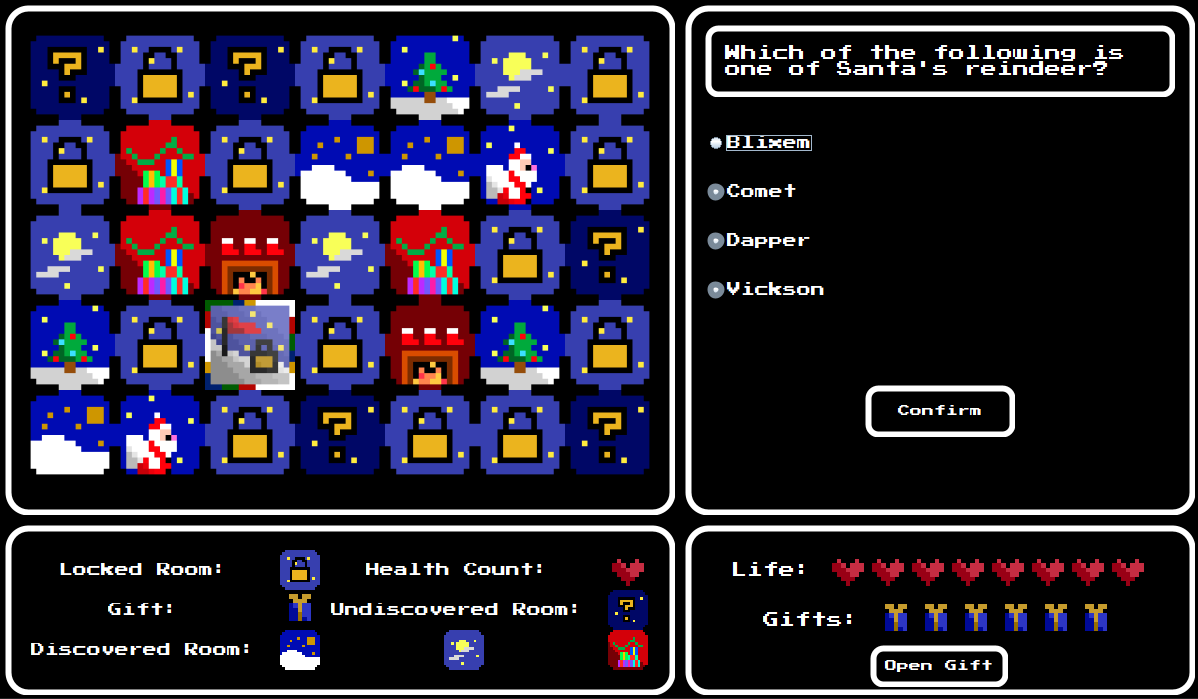 Which of the following is
one of Santa's reindeer?
Blixem
Comet
Dapper
Vickson
Confirm
Locked Room:
Health Count:
Gift:
Undiscovered Room:
Discovered Room:
Life:
Gifts:
Open Gift